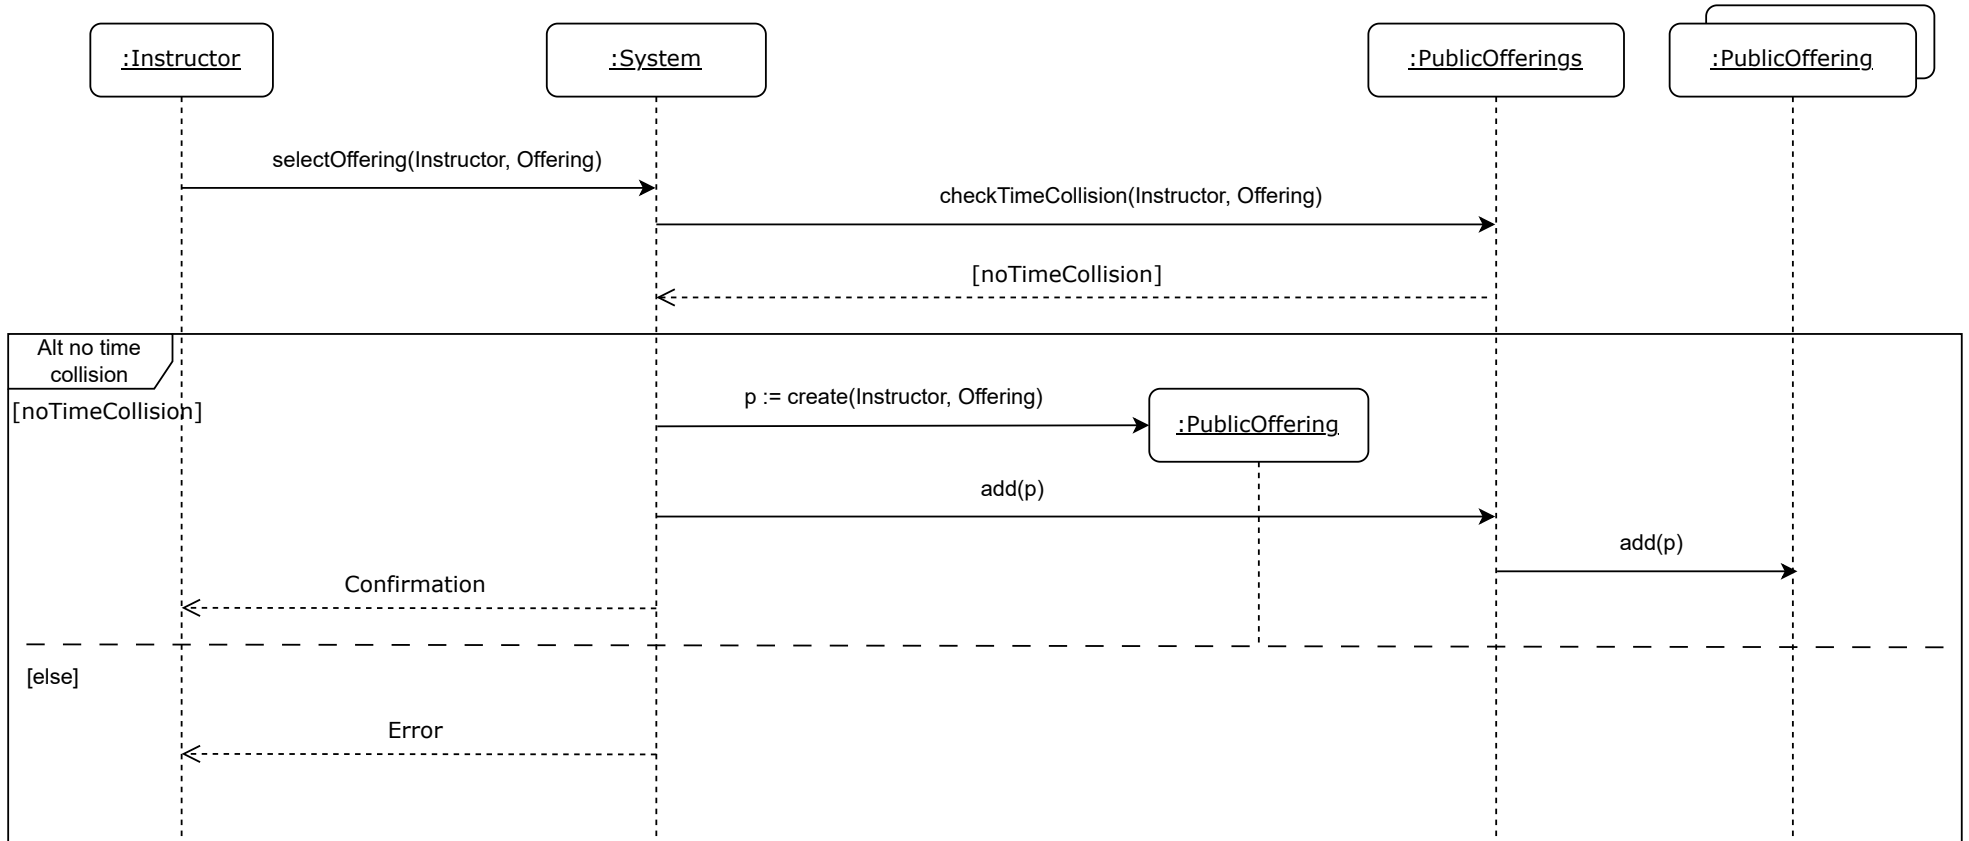 :Instructor
:System
:PublicOfferings
:PublicOffering
selectOffering(Instructor, Offering)
checkTimeCollision(Instructor, Offering)
[noTimeCollision]
Alt no time
collision
[noTimeCollision]
p := create(Instructor, Offering)
:PublicOffering
add(p)
add(p)
Confirmation
[else]
Error